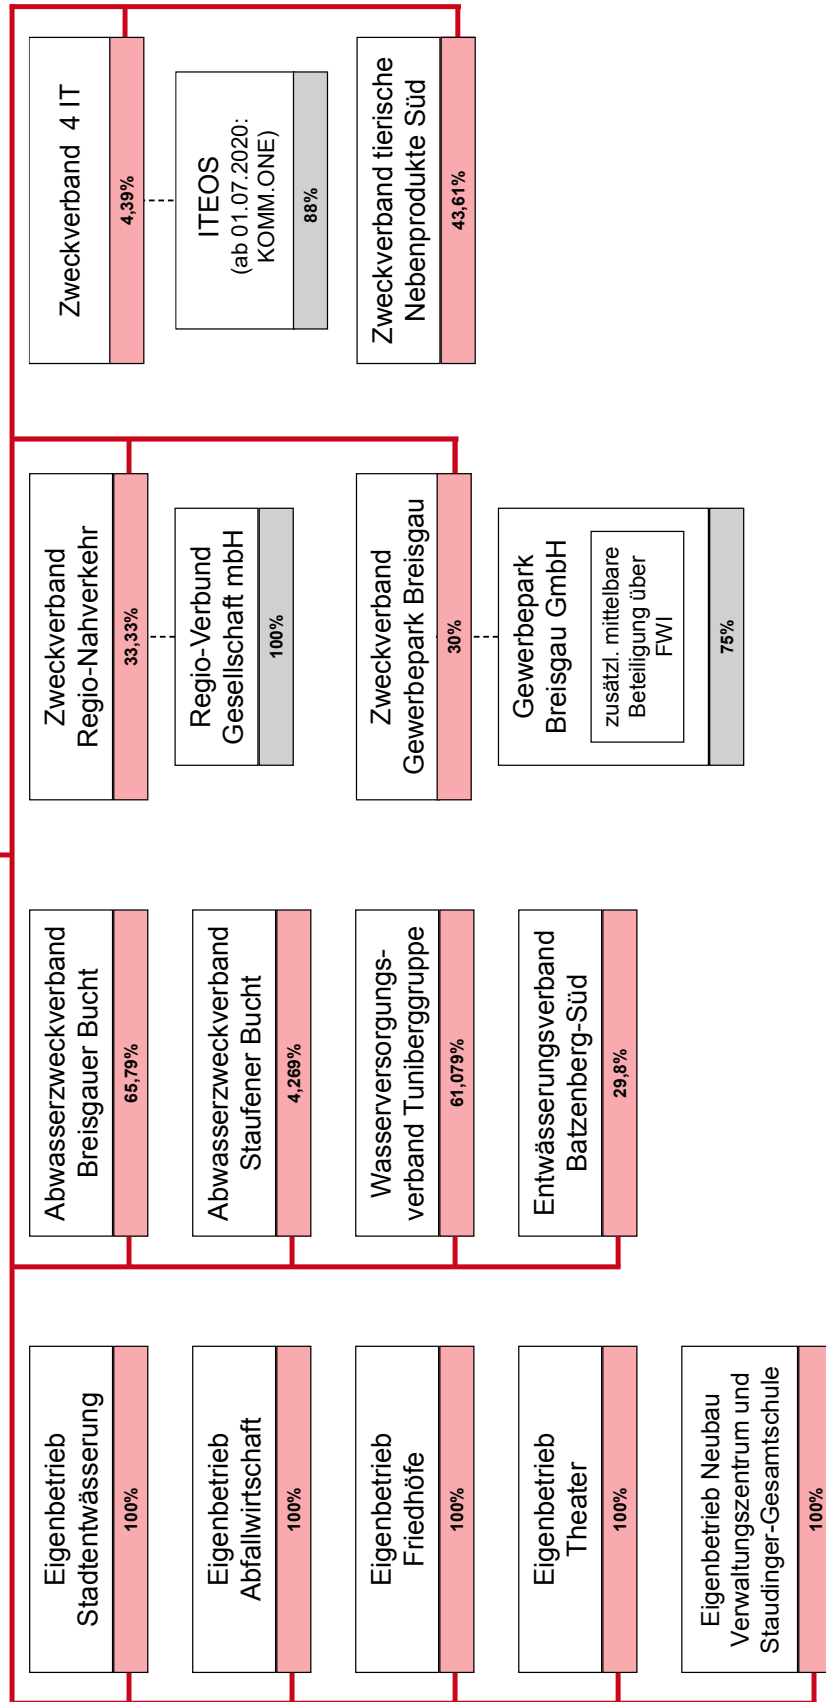 Eigenbetrieb
Stadtentwässerung
100%
Eigenbetrieb
Abfallwirtschaft
100%
Eigenbetrieb
Friedhöfe
100%
Eigenbetrieb
Theater
100%
Eigenbetrieb Neubau
Verwaltungszentrum und
Staudinger-Gesamtschule
100%
Abwasserzweckverband
Breisgauer Bucht
65,79%
Abwasserzweckverband
Staufener Bucht
4,269%
Wasserversorgungs-
verband Tuniberggruppe
61,079%
Entwässerungsverband
Batzenberg-Süd
29,8%
Zweckverband
Regio-Nahverkehr
33,33%
Regio-Verbund
Gesellschaft mbH
100%
Zweckverband
Gewerbepark Breisgau
30%
Gewerbepark
Breisgau GmbH
zusätzl. mittelbare
Beteiligung über
FWI
75%
Zweckverband 4 IT
4,39%
ITEOS
(ab 01.07.2020:
KOMM.ONE)
88%
Zweckverband tierische
Nebenprodukte Süd
43,61%